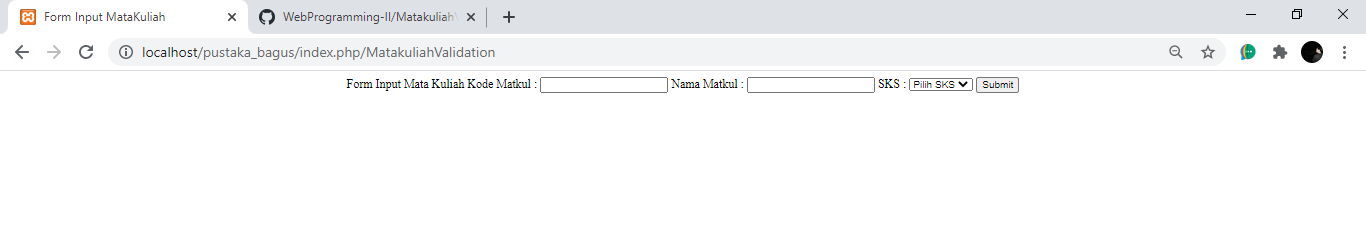 Form Input MataKuliah
WebProgramming-II/Matakuliah
localhost/pustaka_bagus/index.php/MatakuliahValidation
Form Input Mata Kuliah Kode Matkul : Nama Matkul : SKS : Pilih SKS Submit